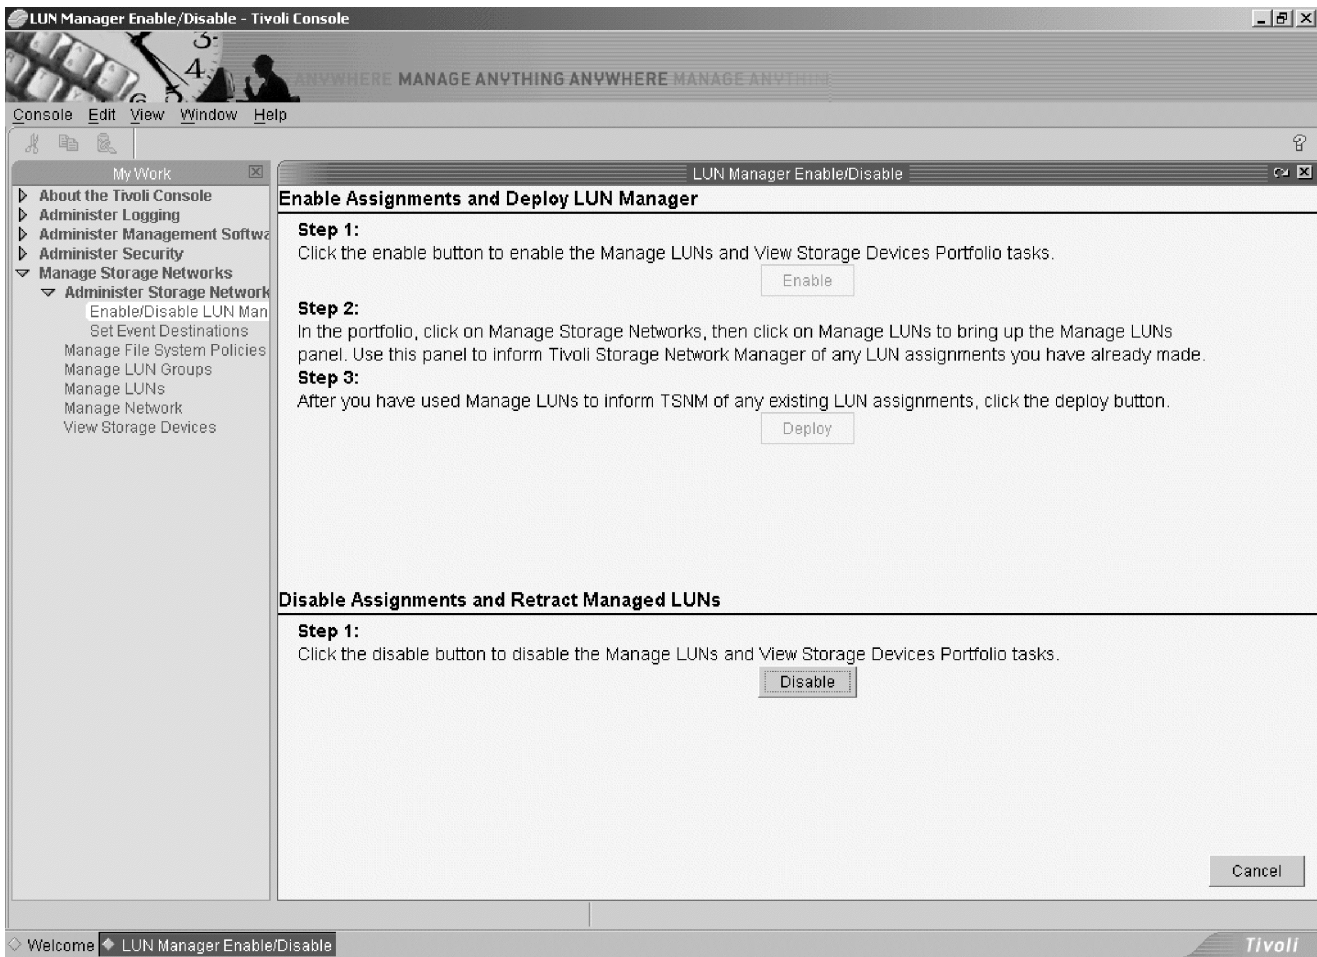 LUN Manager Enable/Disable - Tivoli Console
3
4
5
6
ANYWHERE MANAGE ANYTHING ANYWHERE MANAGE ANYTHIN
Console Edit View Window Help
My Work
LUN Manager Enable/Disable
About the Tivoli Console
Administer Logging
Administer Management Softwa
Administer Security
Manage Storage Networks
Administer Storage Network
Enable/Disable LUN Man
Set Event Destinations
Manage File System Policies
Manage LUN Groups
Manage LUNs
Manage Network
View Storage Devices
Enable Assignments and Deploy LUN Manager
Step 1:
Click the enable button to enable the Manage LUNs and View Storage Devices Portfolio tasks.
Enable
Step 2:
In the portfolio, click on Manage Storage Networks, then click on Manage LUNs to bring up the Manage LUNs
panel. Use this panel to inform Tivoli Storage Network Manager of any LUN assignments you have already made.
Step 3:
After you have used Manage LUNs to inform TSNM of any existing LUN assignments, click the deploy button.
Deploy
Disable Assignments and Retract Managed LUNs
Step 1:
Click the disable button to disable the Manage LUNs and View Storage Devices Portfolio tasks.
Disable
Cancel
Welcome
LUN Manager Enable/Disable
Tivoli